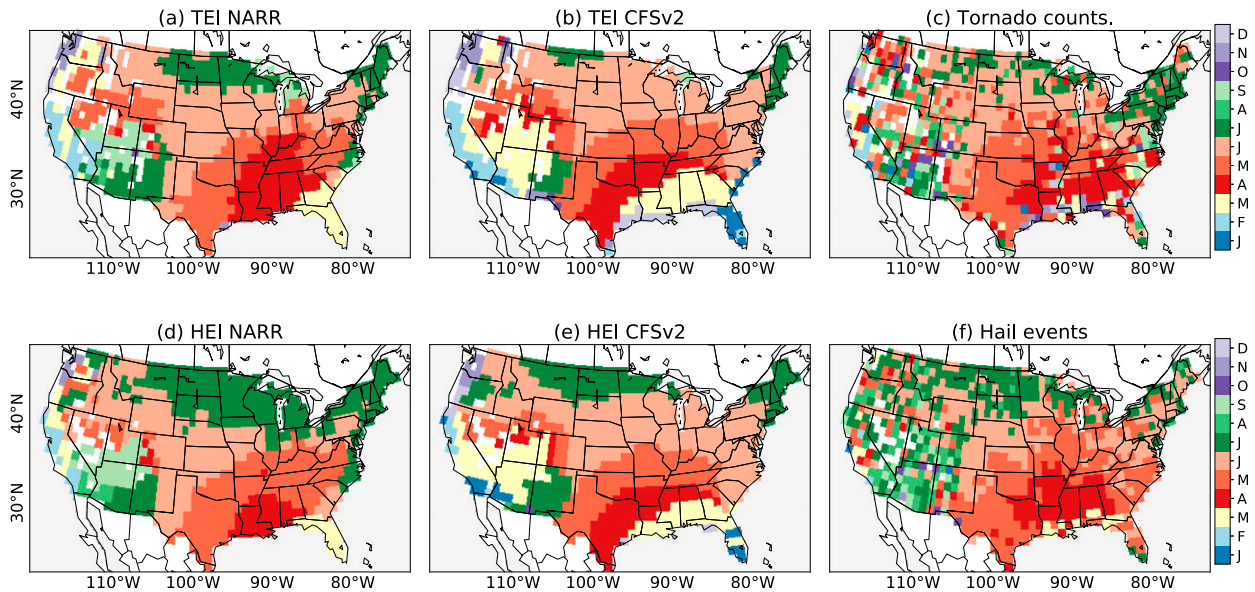 (a) TEI NARR
(b) TEI CFSv2
(c) Tornado counts.
40°N
30°N
110°W 100°W 90°W 80°W
110°W 100°W 90°W 80°W
110°W 100°W 90°W 80°W
D
N
O
S
A
J
J
M
A
M
F
J
(d) HEI NARR
(e) HEI CFSv2
(f) Hail events
40°N
30°N
110°W 100°W 90°W 80°W
110°W 100°W 90°W 80°W
110°W 100°W 90°W 80°W
D
N
O
S
A
J
J
M
A
M
F
J